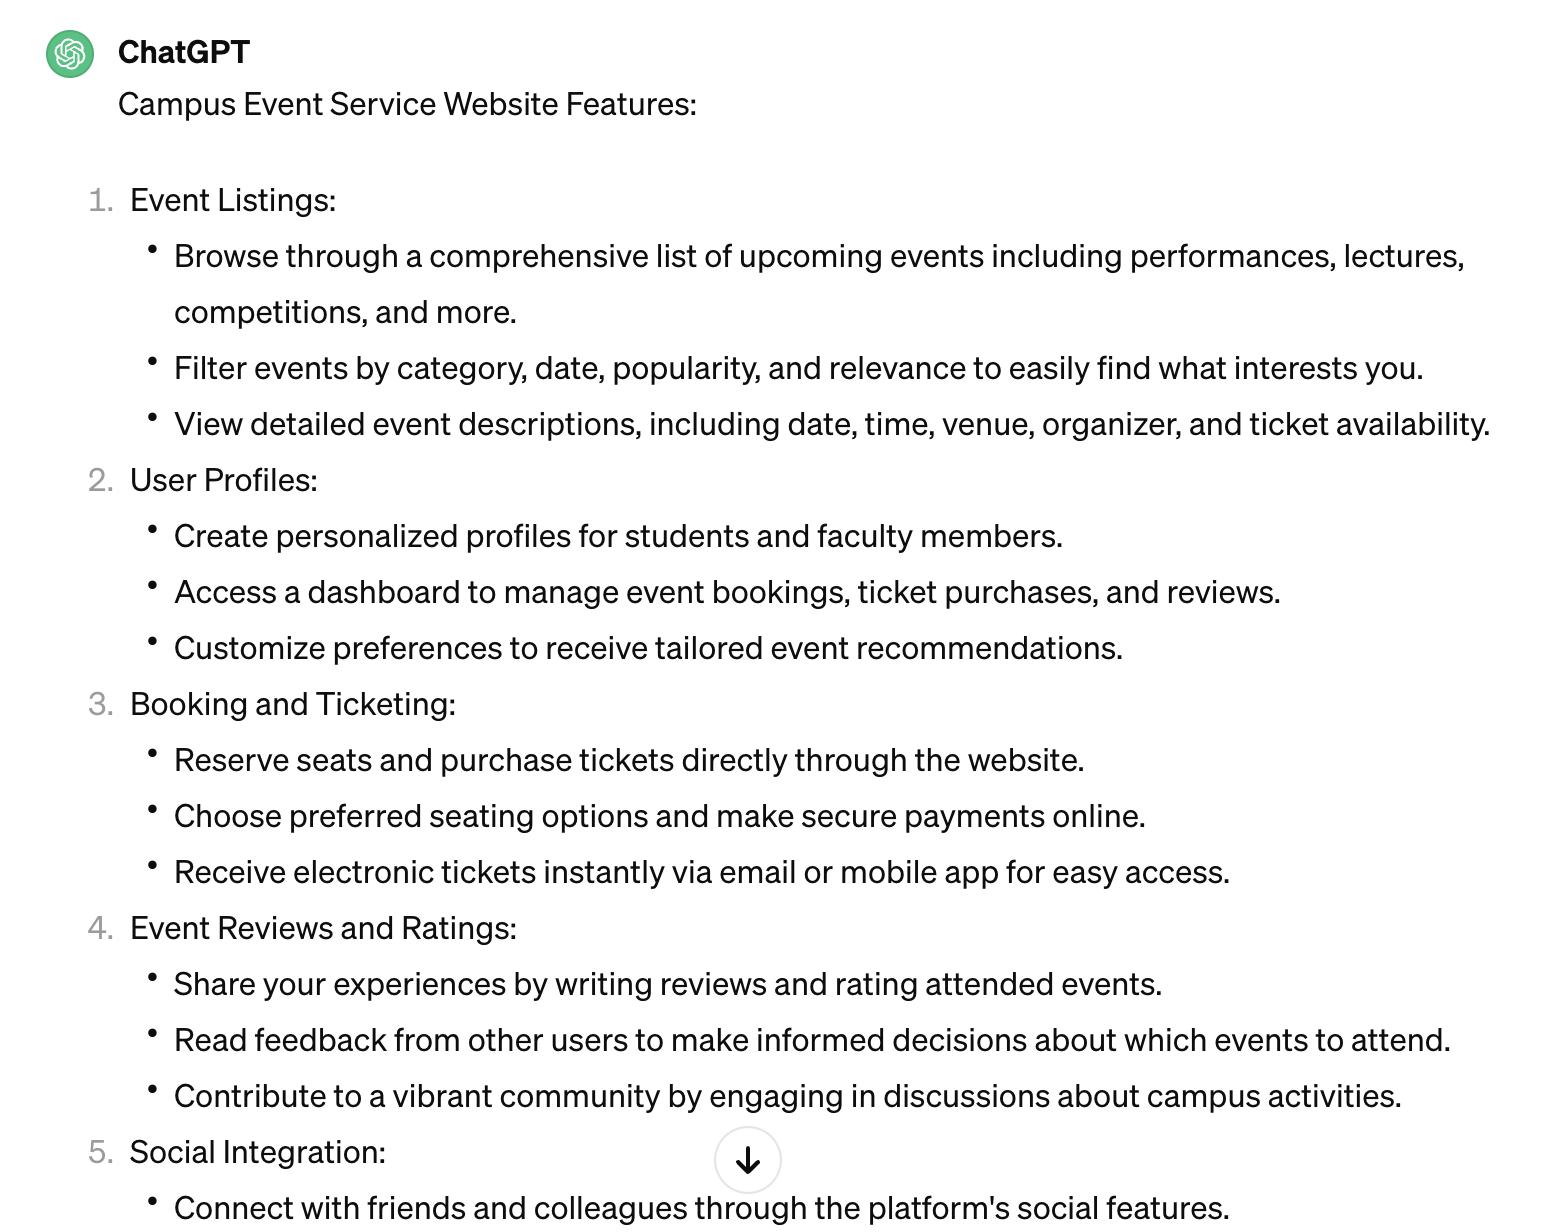 ChatGPT
Campus Event Service Website Features:
1. Event Listings:
• Browse through a comprehensive list of upcoming events including performances, lectures,
competitions, and more.
• Filter events by category, date, popularity, and relevance to easily find what interests you.
• View detailed event descriptions, including date, time, venue, organizer, and ticket availability.
2. User Profiles:
• Create personalized profiles for students and faculty members.
• Access a dashboard to manage event bookings, ticket purchases, and reviews.
• Customize preferences to receive tailored event recommendations.
3. Booking and Ticketing:
• Reserve seats and purchase tickets directly through the website.
• Choose preferred seating options and make secure payments online.
• Receive electronic tickets instantly via email or mobile app for easy access.
4. Event Reviews and Ratings:
• Share your experiences by writing reviews and rating attended events.
• Read feedback from other users to make informed decisions about which events to attend.
• Contribute to a vibrant community by engaging in discussions about campus activities.
5. Social Integration:
• Connect with friends and colleagues through the platform's social features.